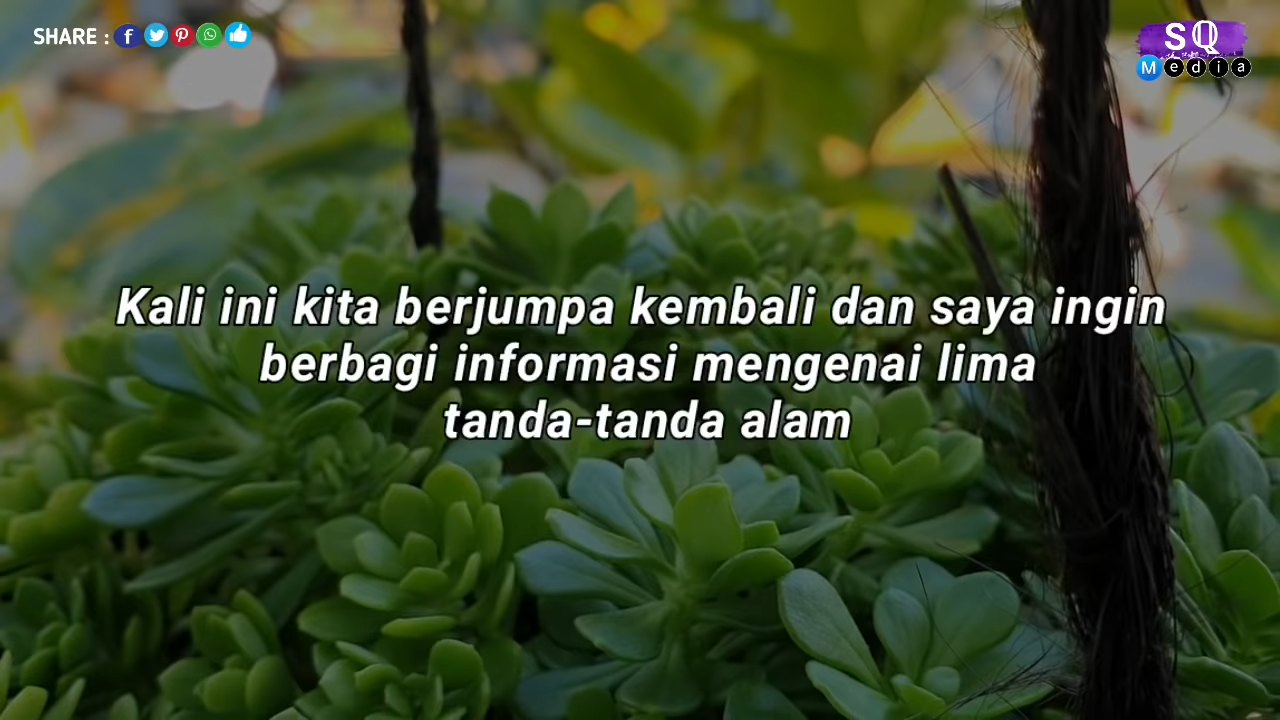 SHARE :
SQ
Media
Kali ini kita berjumpa kembali dan saya ingin
berbagi informasi mengenai lima
tanda-tanda alam